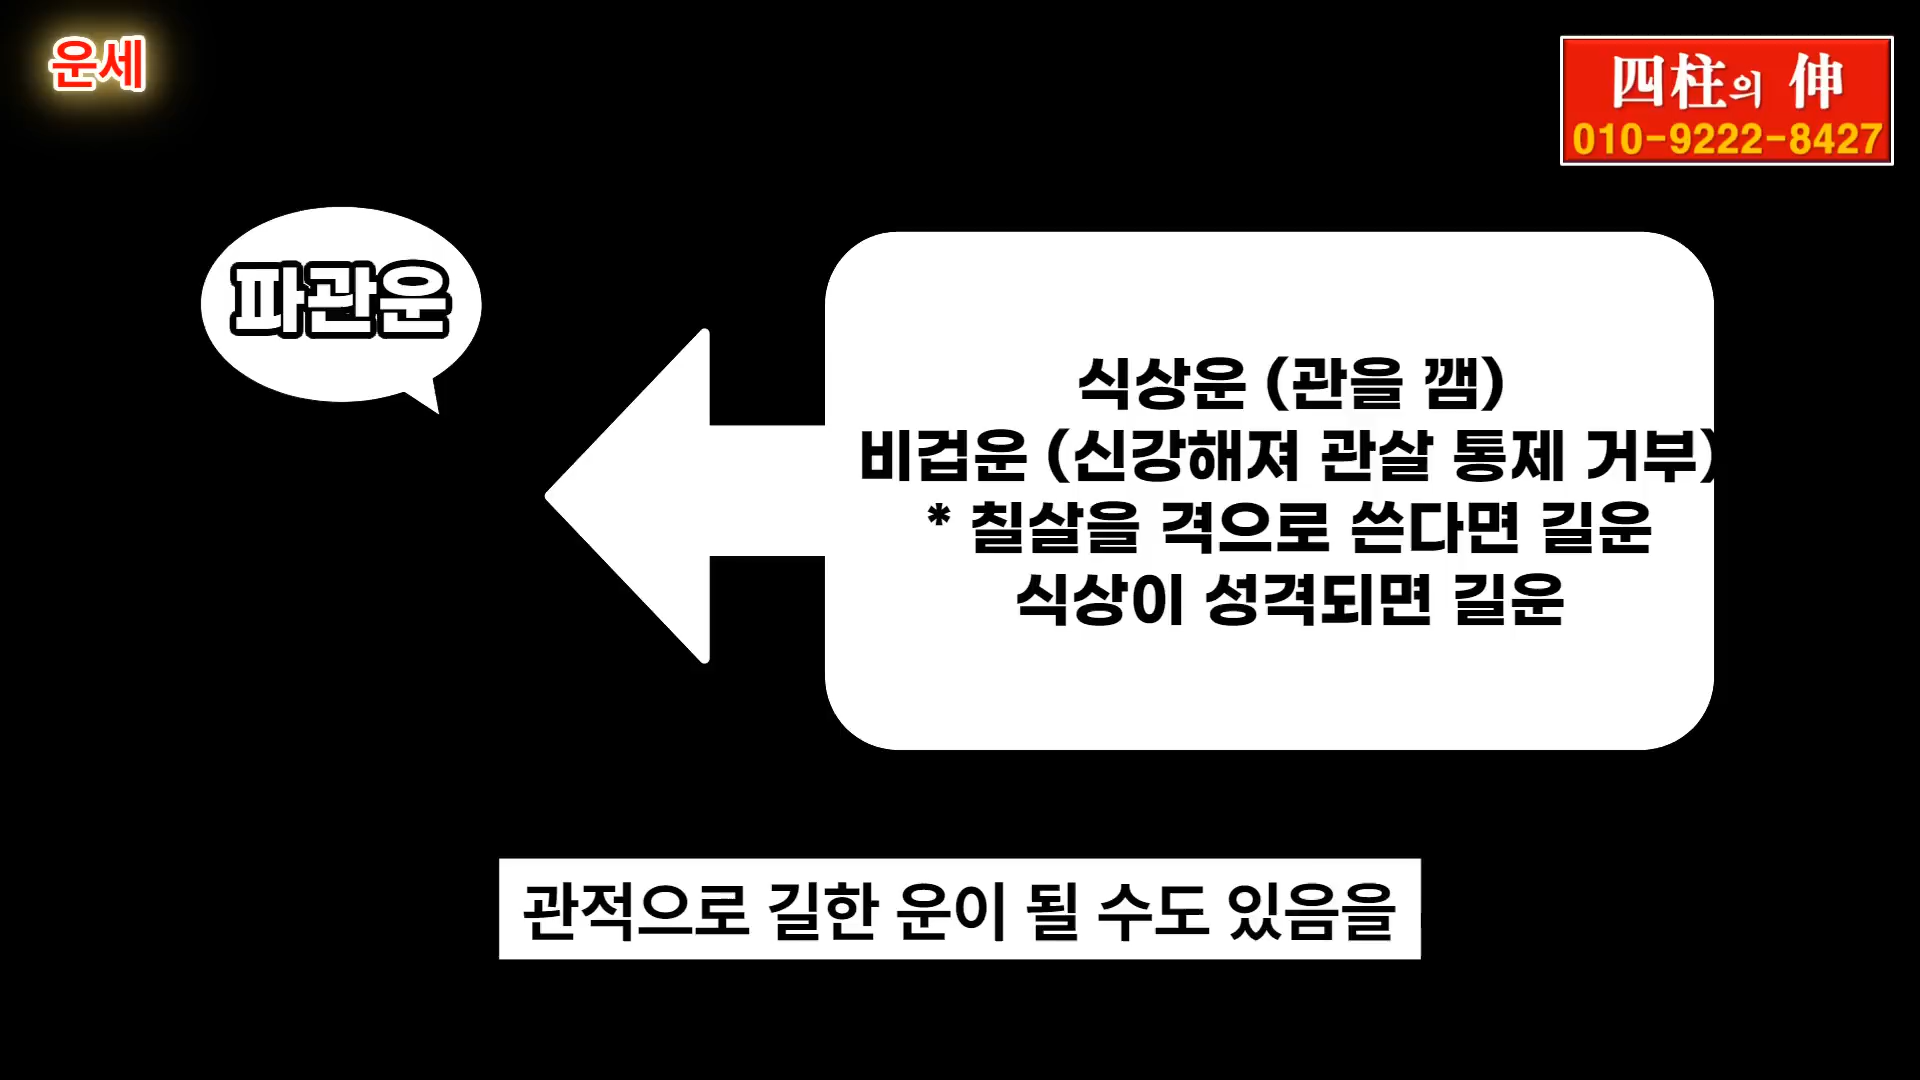 운세
四柱의 伸
010-9222-8427
파관운
식상운 (관을 깸)
비겁운 (신강해져 관살 통제 거부)
* 칠살을 격으로 쓴다면 길운
식상이 성격되면 길운
관적으로 길한 운이 될 수도 있음을